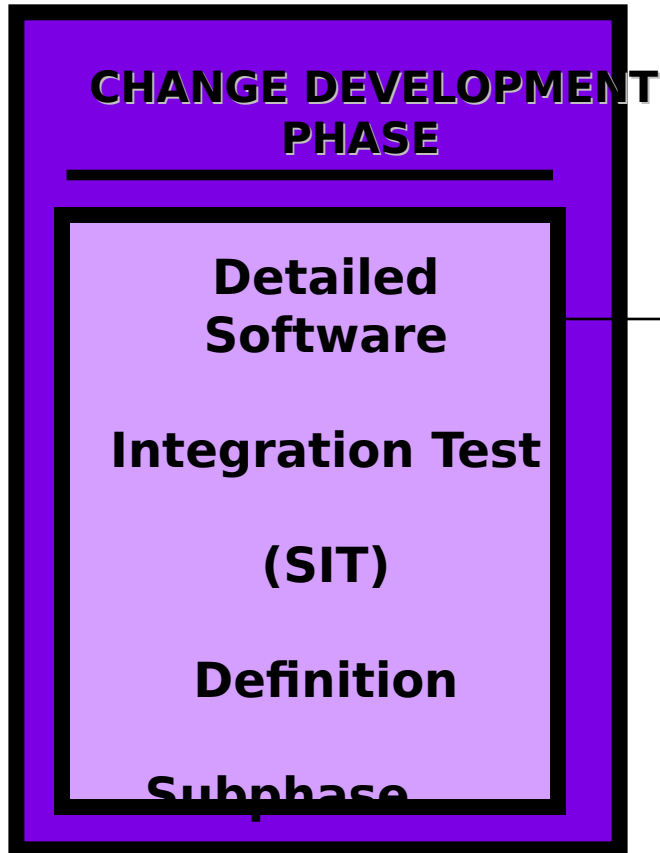 CHANGE DEVELOPMENT
PHASE
Detailed
Software
Integration Test
(SIT)
Definition
Subphase